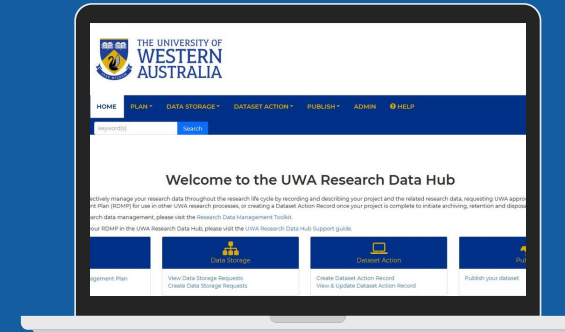 THE UNIVERSITY OF
WESTERN
AUSTRALIA
HOME PLAN DATA STORAGE DATASET ACTION PUBLISH ADMIN HELP
keyword(s) Search
Welcome to the UWA Research Data Hub
ectively manage your research data throughout the research life cycle by recording and describing your project and the related research data, requesting UWA appro
nt Plan (RDMP) for use in other UWA research processes, or creating a Dataset Action Record once your project is complete to initiate archiving, retention and disposa
arch data management, please visit the Research Data Management Toolkit.
our RDMP in the UWA Research Data Hub, please visit the UWA Research Data Hub Support guide.
Data Storage Dataset Action Pub
agement Plan View Data Storage Requests Create Dataset Action Record Publish your dataset
Create Data Storage Requests View & Update Dataset Action Record